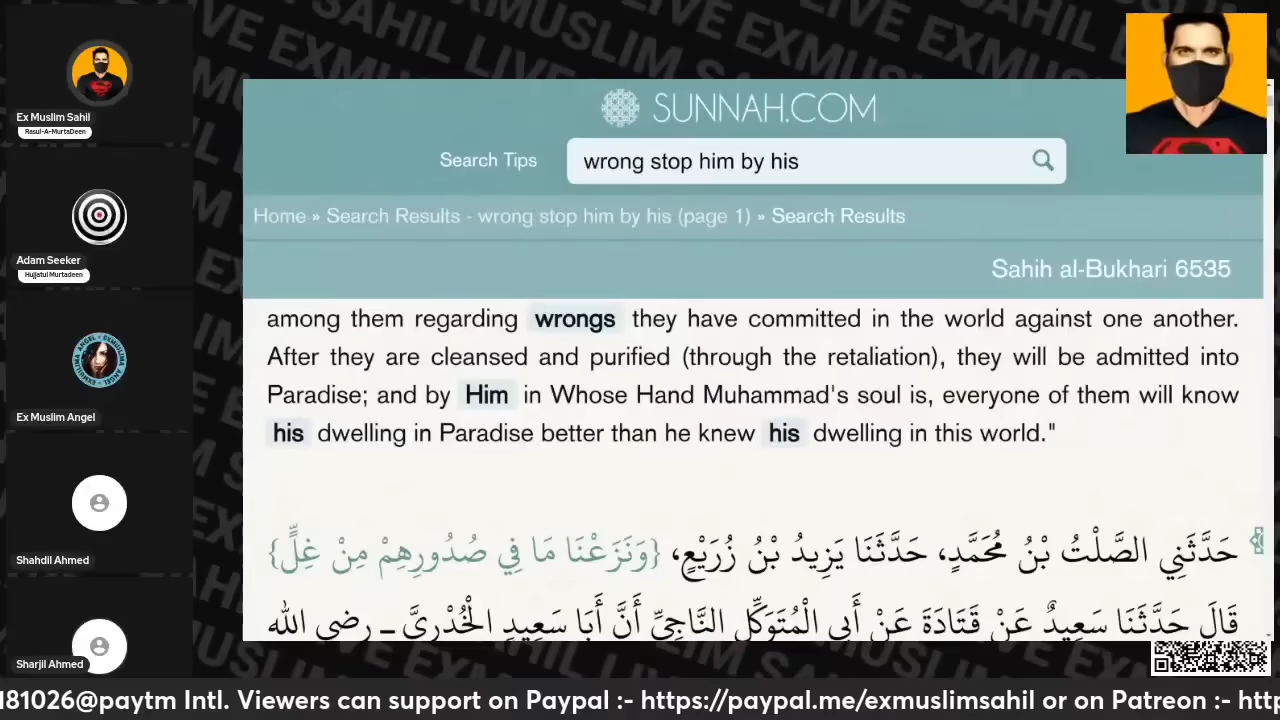 Ex Muslim Sahil
Rasul-A-MurtaDeen
Adam Seeker
Hujjatul Murtadeen
Ex Muslim Angel
Shahdil Ahmed
Sharjil Ahmed
SUNNAH.COM
Search Tips
wrong stop him by his
Home » Search Results - wrong stop him by his (page 1) » Search Results
Sahih al-Bukhari 6535
among them regarding wrongs they have committed in the world against one another.
After they are cleansed and purified (through the retaliation), they will be admitted into
Paradise; and by Him in Whose Hand Muhammad's soul is, everyone of them will know
his dwelling in Paradise better than he knew his dwelling in this world."
حَدَّثَنِي الصَّلْتُ بْنُ مُحَمَّدٍ، حَدَّثَنَا يَزِيدُ بْنُ زُرَيْعٍ، {وَنَزَعْنَا مَا فِي صُدُورِهِمْ مِنْ غِلٍّ}
قَالَ حَدَّثَنَا سَعِيدٌ عَنْ قَتَادَةَ عَنْ أَبِي الْمُتَوَكِّلِ النَّاجِيِّ أَنَّ أَبَا سَعِيدٍ الْخُدْرِيَّ ـ رضى الله
181026@paytm Intl. Viewers can support on Paypal :- https://paypal.me/exmuslimsahil or on Patreon :- http